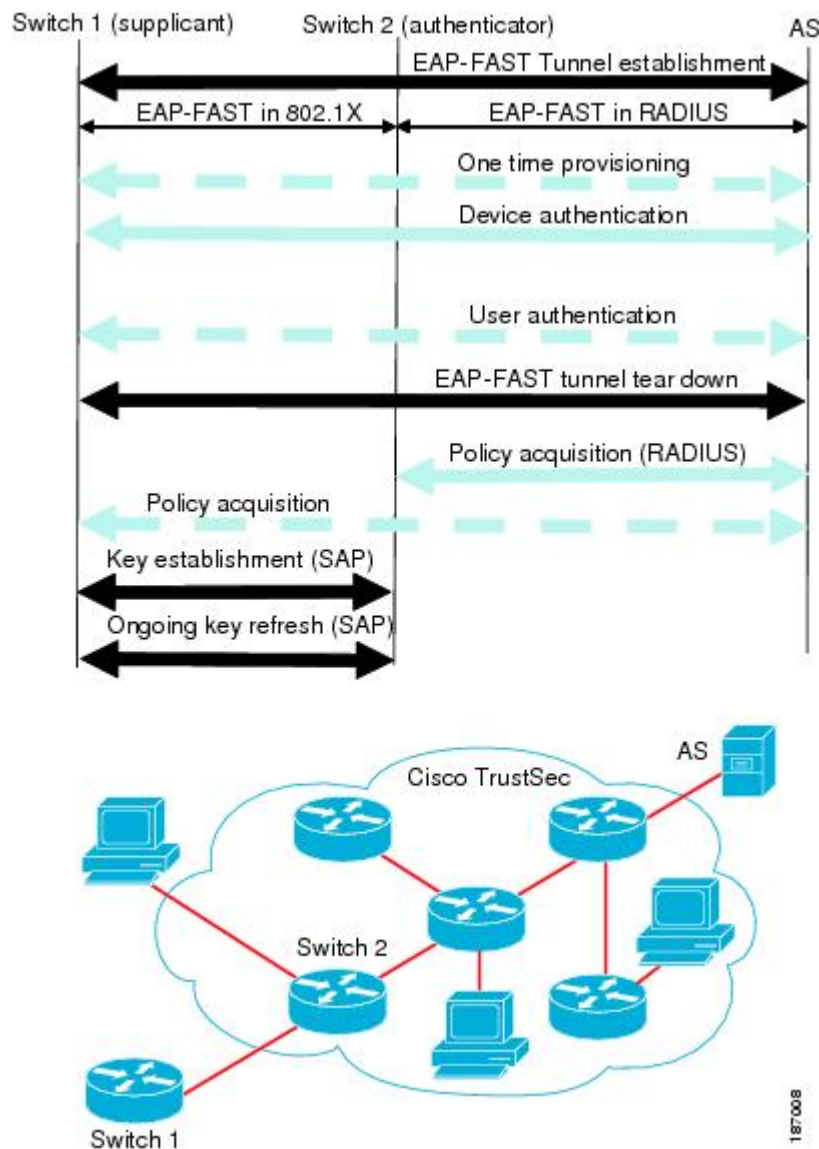 Switch 1 (supplicant)
Switch 2 (authenticator)
AS
EAP-FAST Tunnel establishment
EAP-FAST in 802.1X
EAP-FAST in RADIUS
One time provisioning
Device authentication
User authentication
EAP-FAST tunnel tear down
Policy acquisition (RADIUS)
Policy acquisition
Key establishment (SAP)
Ongoing key refresh (SAP)
AS
Cisco TrustSec
Switch 2
Switch 1
187008